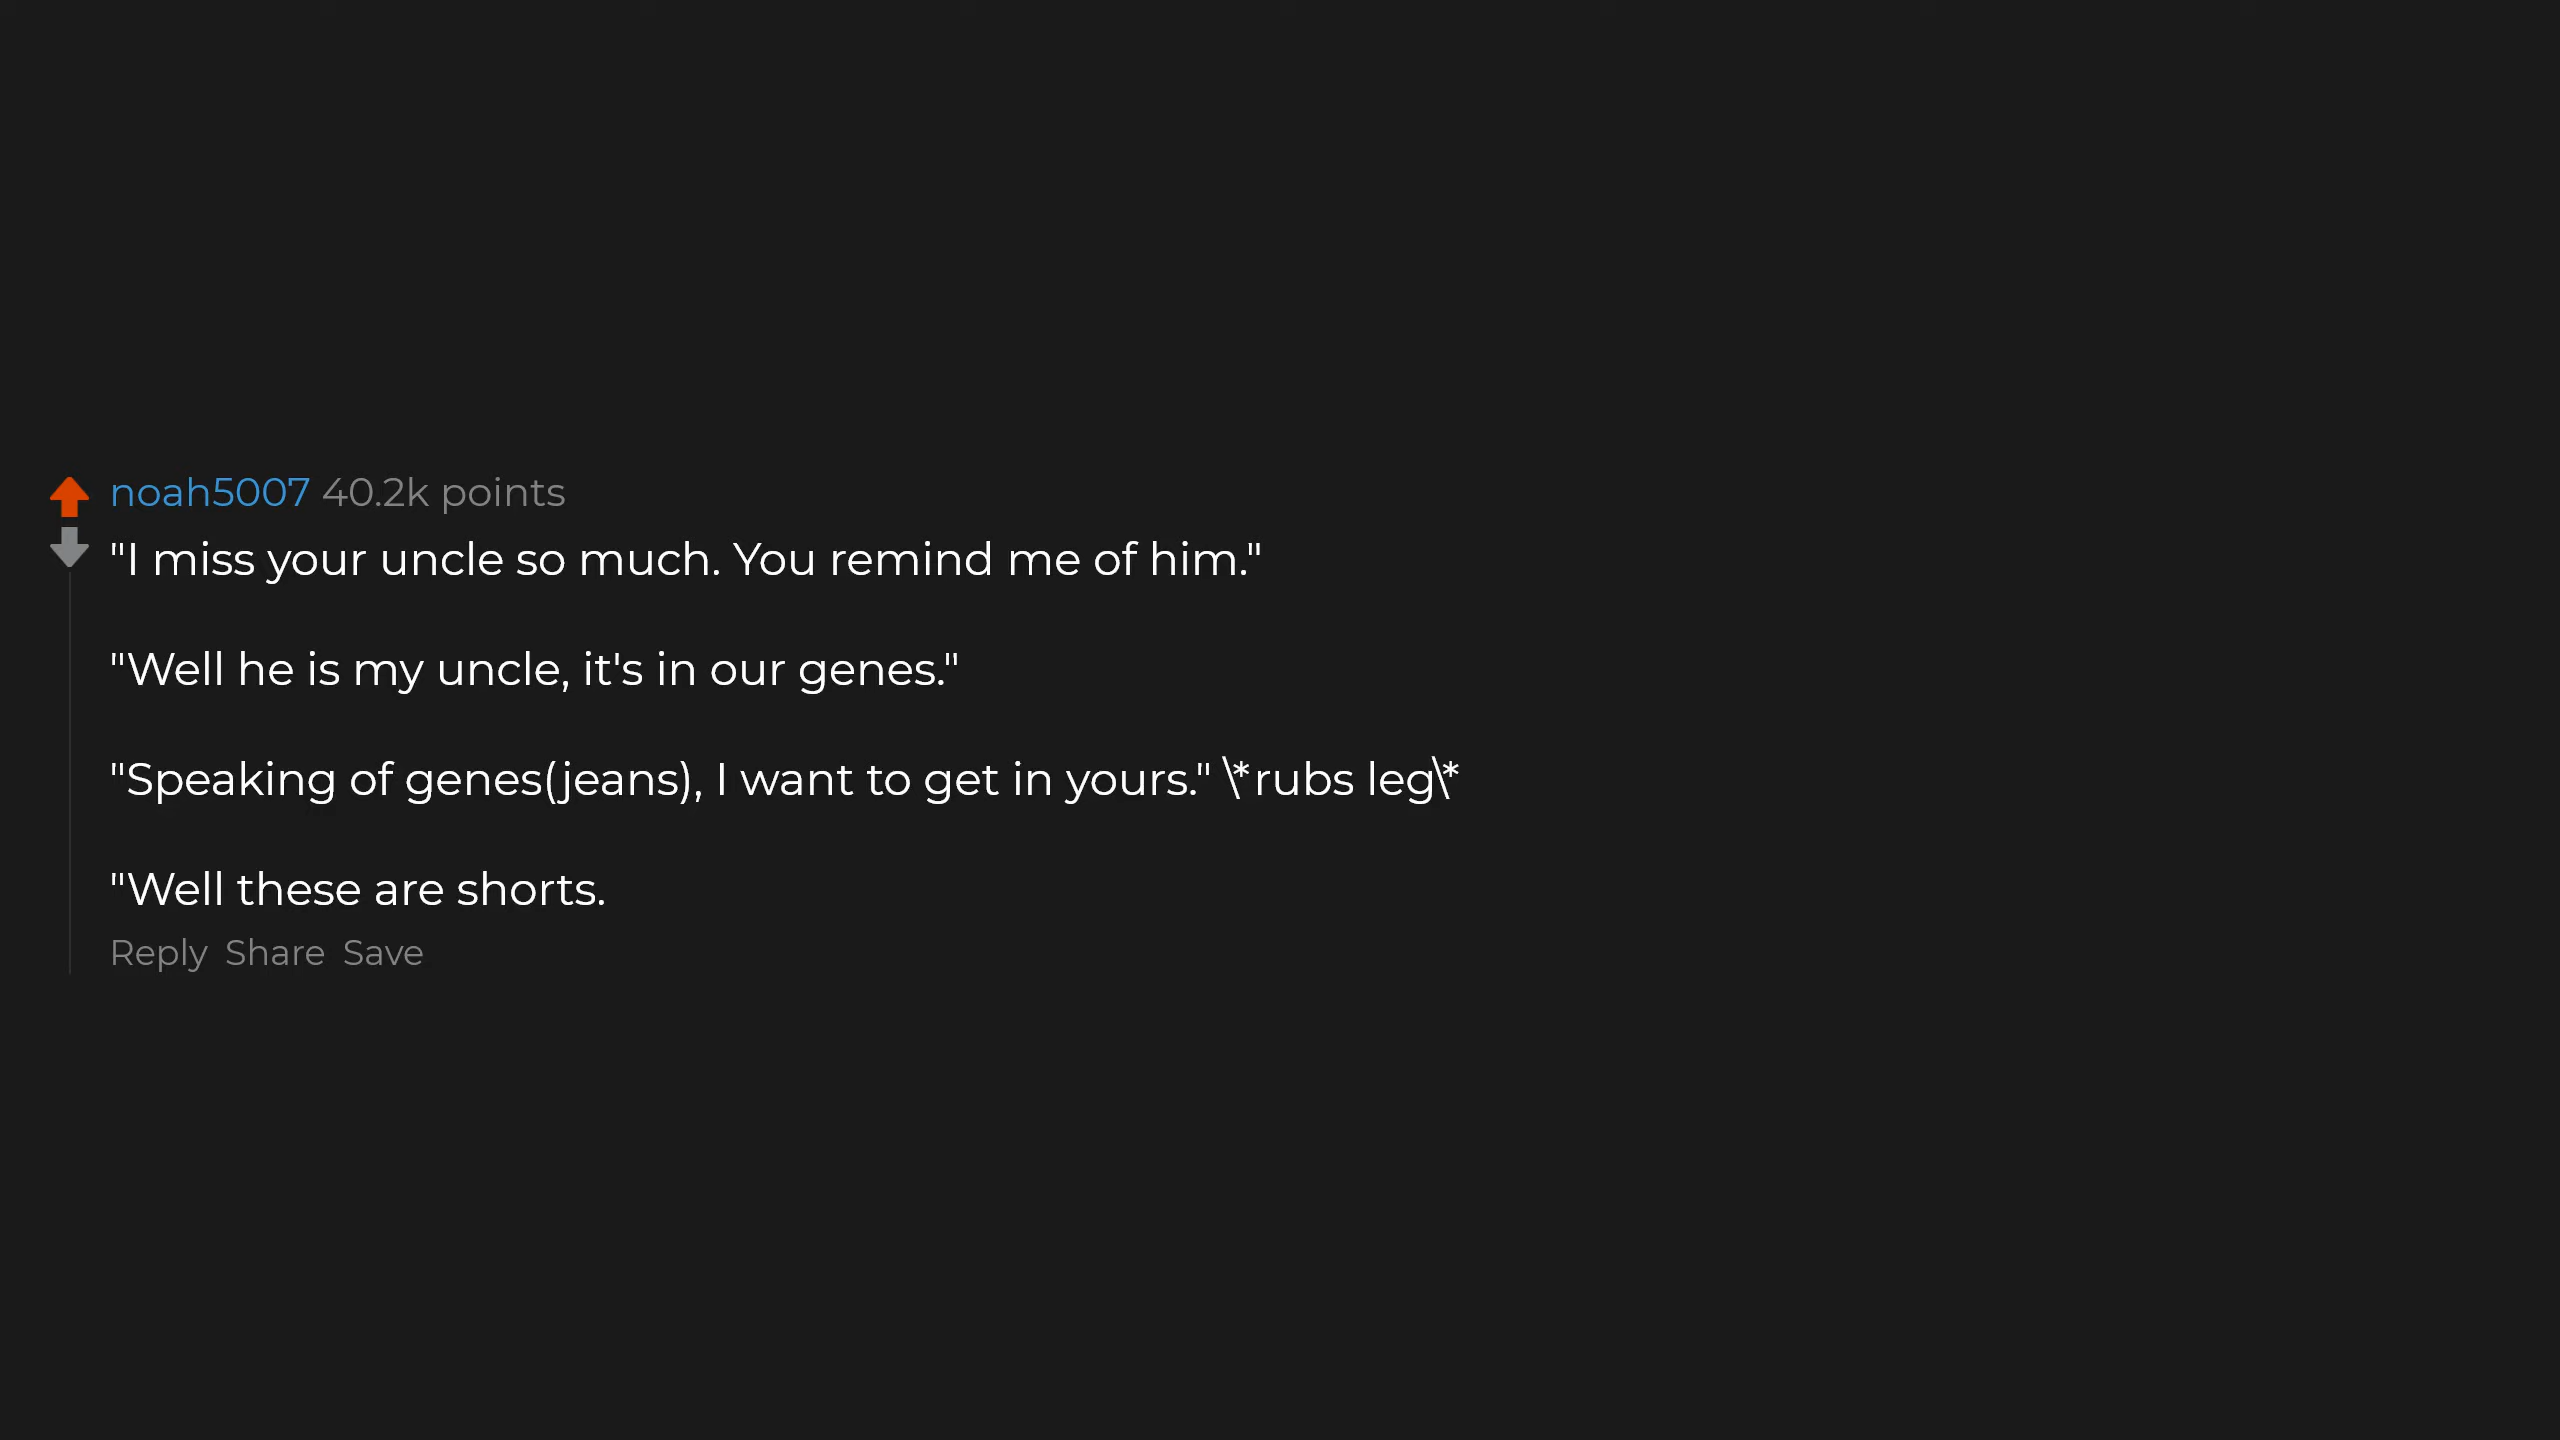 noah5007 40.2k points
"I miss your uncle so much. You remind me of him."
"Well he is my uncle, it's in our genes."
"Speaking of genes(jeans), I want to get in yours." \*rubs leg\*
"Well these are shorts.
Reply Share Save